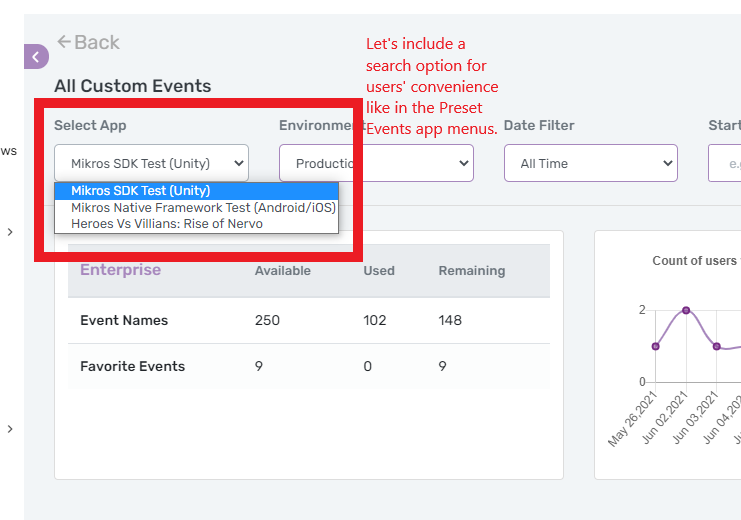 Back
Let's include a
search option for
users' convenience
like in the Preset
Events app menus.
All Custom Events
Select App
Environment
Date Filter
Start
ws
Mikros SDK Test (Unity)
Production
All Time
e.g
Mikros SDK Test (Unity)
Mikros Native Framework Test (Android/iOS)
Heroes Vs Villians: Rise of Nervo
Enterprise Available Used Remaining
Event Names 250 102 148
Favorite Events 9 0 9
Count of users
2
0
May 26,2021
Jun 02,2021
Jun 03,2021
Jun 04,202